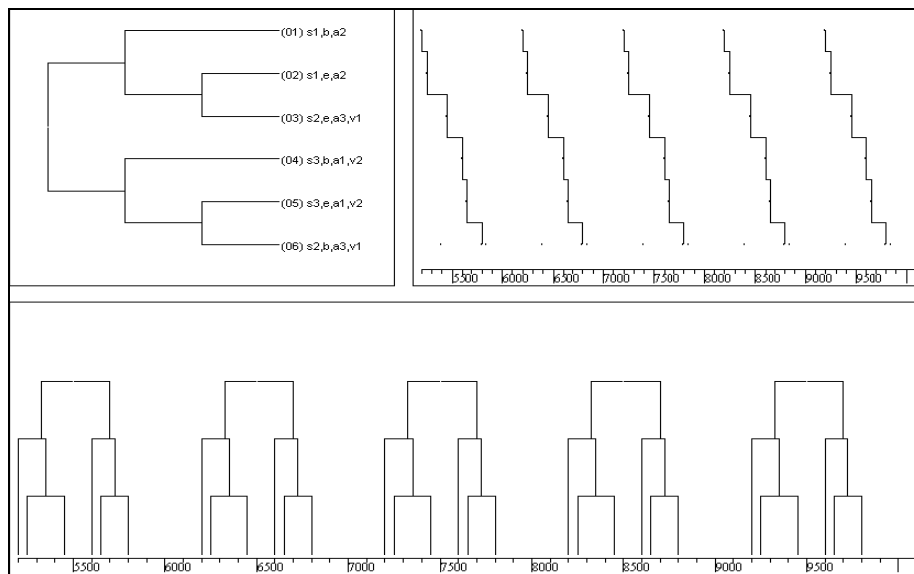 (01) s1,b,a2
(02) s1,e,a2
(03) s2,e,a3,v1
(04) s3,b,a1,v2
(05) s3,e,a1,v2
(06) s2,b,a3,v1
5500 6000 6500 7000 7500 8000 8500 9000 9500
5500 6000 6500 7000 7500 8000 8500 9000 9500